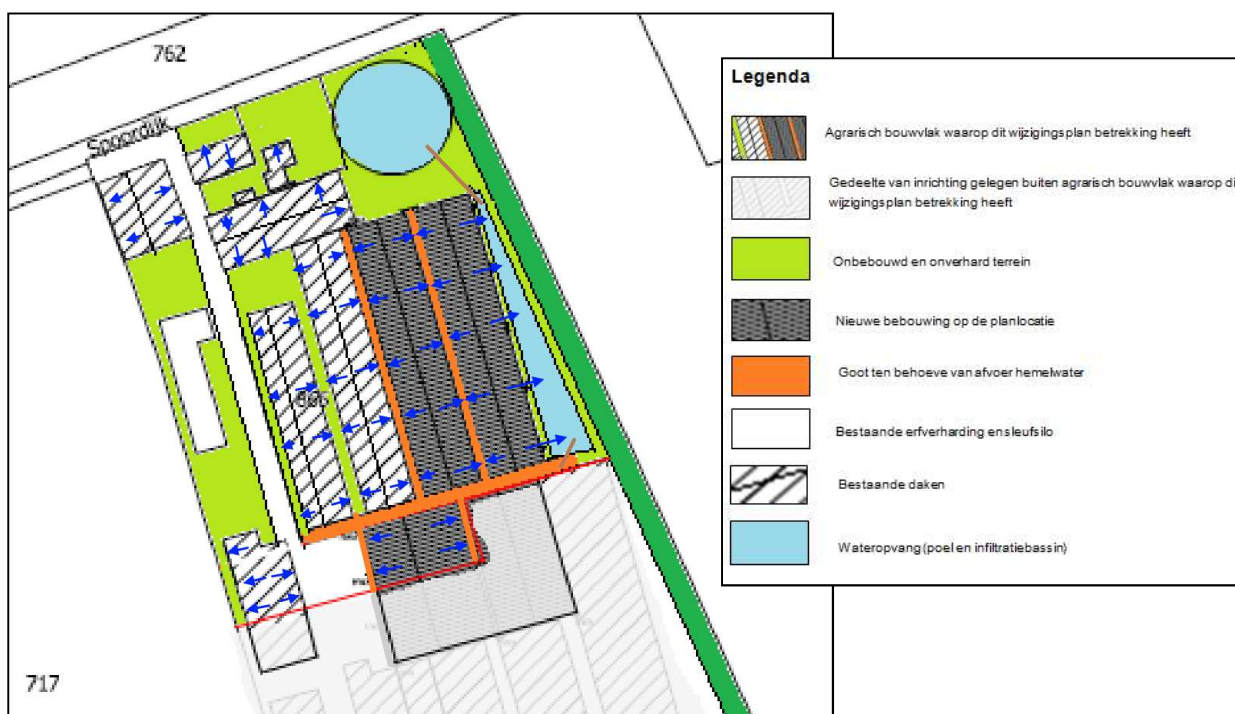 762
Spoordijk
717
Legenda
Agrarisch bouwvlak waarop dit wijzigingsplan betrekking heeft
Gedeelte van inrichting gelegen buiten agrarisch bouwvlak waarop di
wijzigingsplan betrekking heeft
Onbebouwd en onverhard terrein
Nieuwe bebouwing op de planlocatie
Goot ten behoeve van afvoer hemelwater
Bestaande erfverharding en sleufsilo
Bestaande daken
Wateropvang (poel en infiltratiebassin)